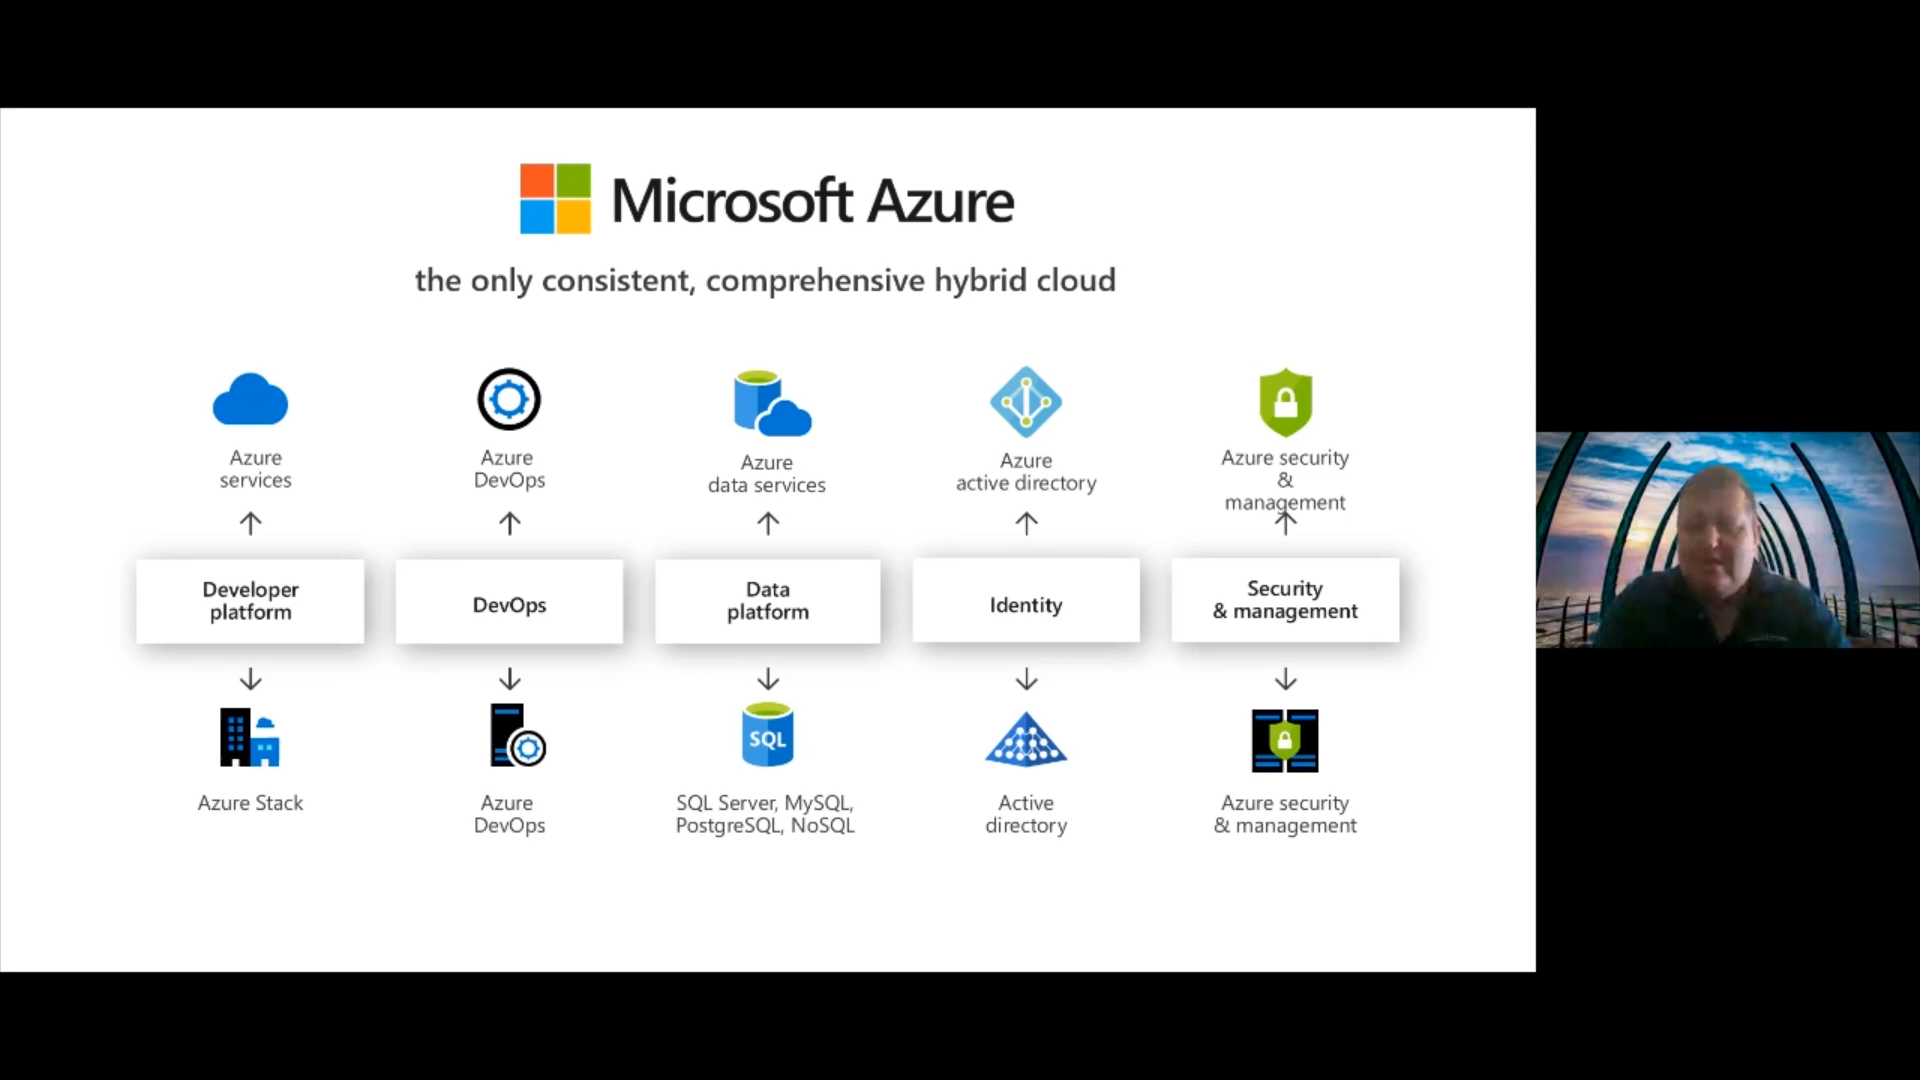 Microsoft Azure
the only consistent, comprehensive hybrid cloud
Azure
services
Azure
DevOps
Azure
data services
Azure
active directory
Azure security
&
management
Developer
platform
DevOps
Data
platform
Identity
Security
& management
SQL
Azure Stack
Azure
DevOps
SQL Server, MySQL,
PostgreSQL, NoSQL
Active
directory
Azure security
& management